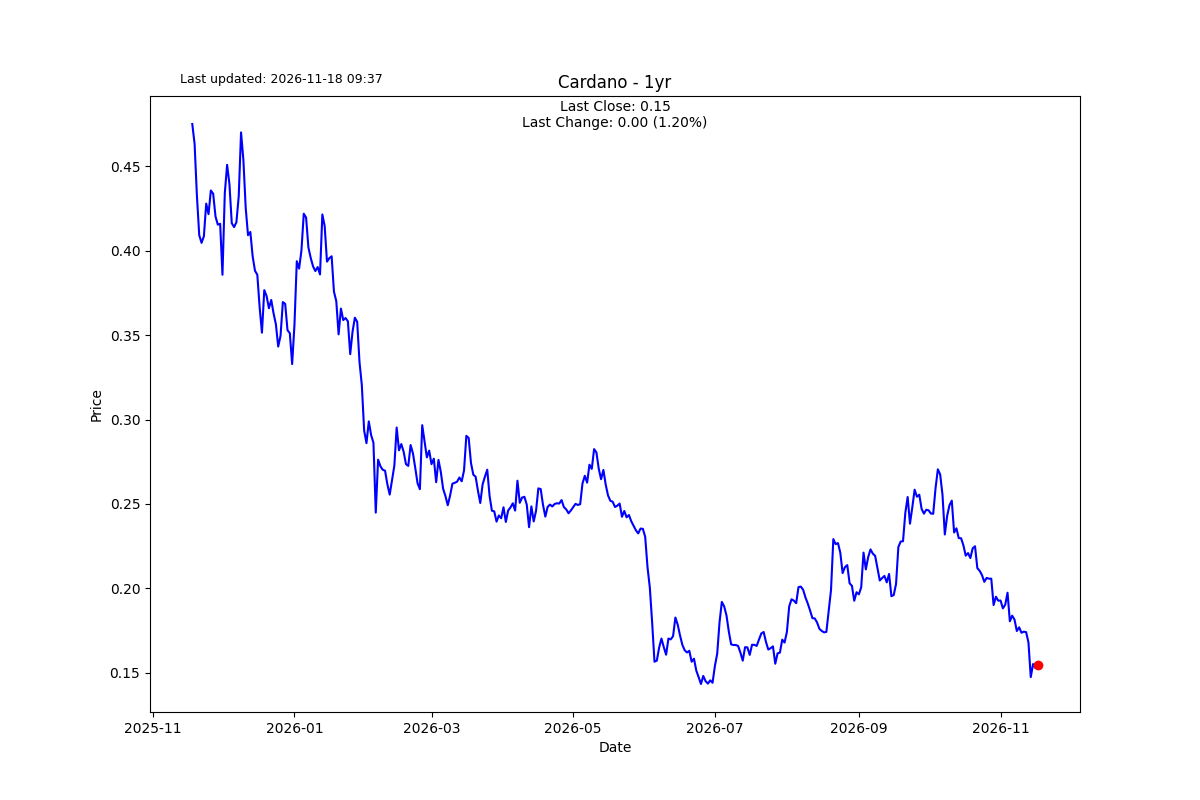 Last updated: 2026-11-18 09:37
Cardano - 1yr
Last Close: 0.15
Last Change: 0.00 (1.20%)
0.45
0.40
0.35
0.30
0.25
0.20
0.15
Price
2025-11
2026-01
2026-03
2026-05
2026-07
2026-09
2026-11
Date